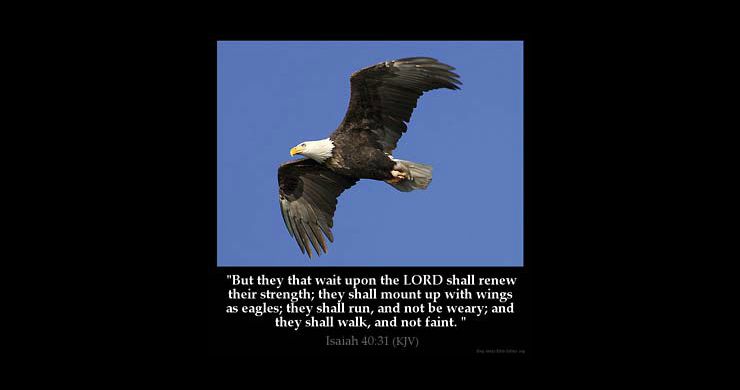 "But they that wait upon the LORD shall renew
their strength; they shall mount up with wings
as eagles; they shall run, and not be weary; and
they shall walk, and not faint. "
Isaiah 40:31 (KJV)